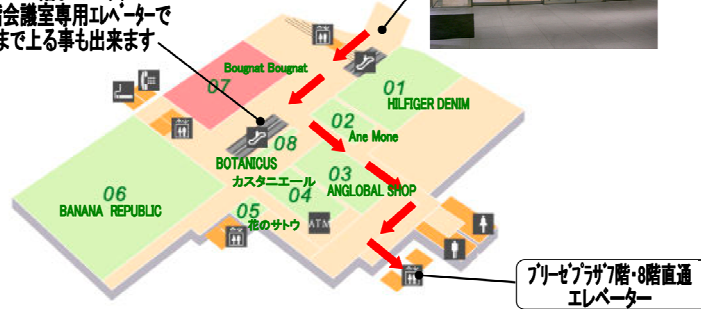 会議室専用エレベーターで
まで上る事も出来ます
Bougnat Bougnat
07
01
HILFIGER DENIM
02
Ane Mone
08
BOTANICUS
カスタニエール
03
ANGLOBAL SHOP
04
06
BANANA REPUBLIC
05
花のサトウ
ATM
ブリーゼプラザ7階・8階直通
エレベーター